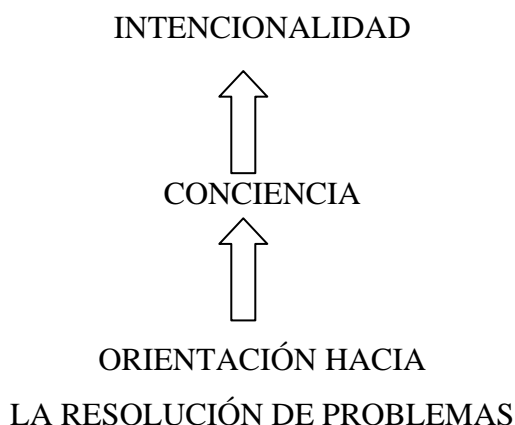 INTENCIONALIDAD
CONCIENCIA
ORIENTACIÓN HACIA
LA RESOLUCIÓN DE PROBLEMAS